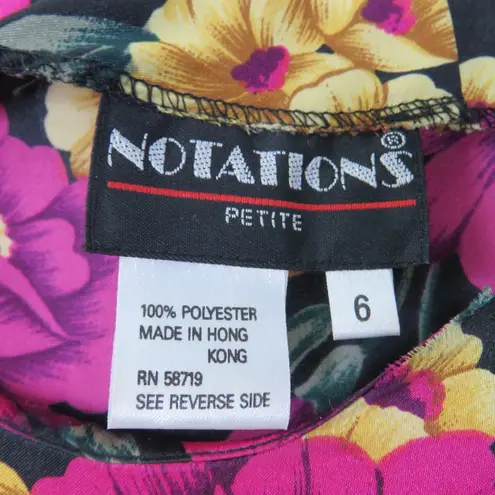 NOTATIONS®
PETITE
6
100% POLYESTER
MADE IN HONG
KONG
RN 58719
SEE REVERSE SIDE